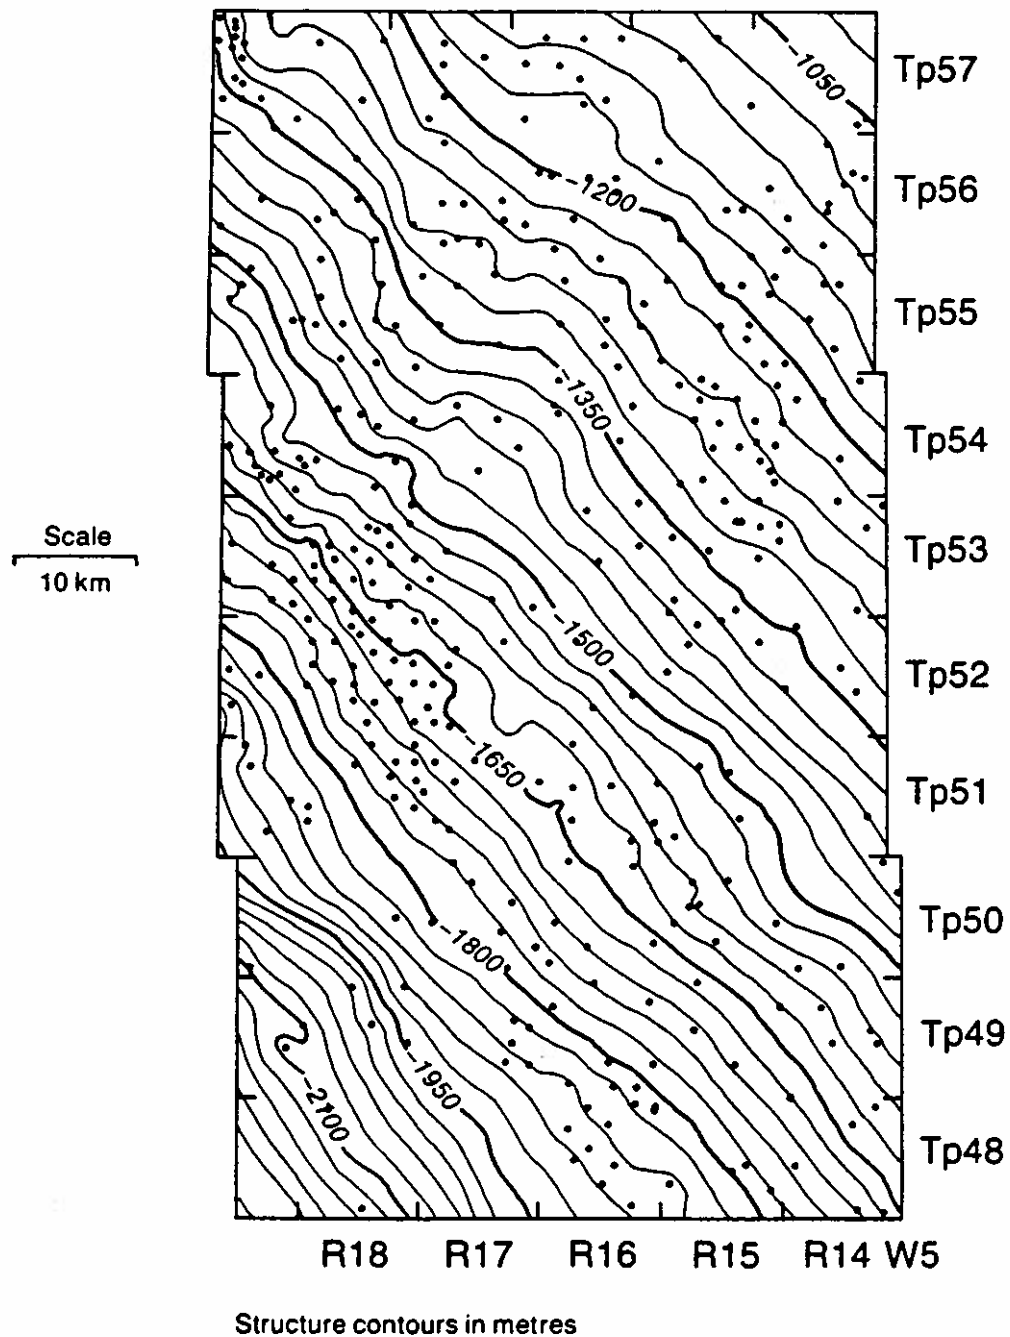 -1050
Tp57
-1200
Tp56
Tp55
-1350
Tp54
Scale
10 km
Tp53
-1500
Tp52
-1650
Tp51
-1800
Tp50
Tp49
-1950
-2100
Tp48
R18 R17 R16 R15 R14 W5
Structure contours in metres